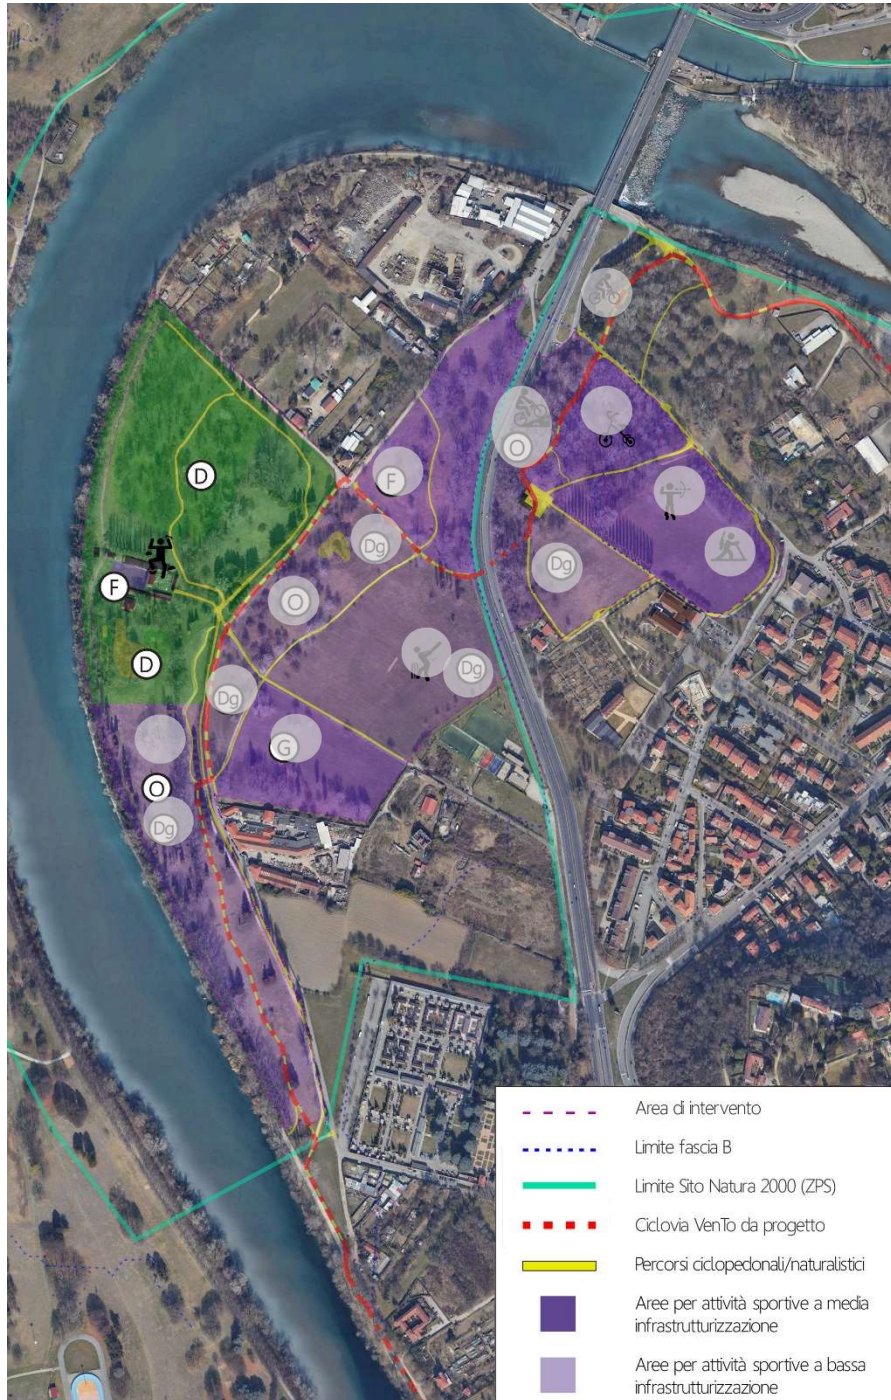 O
F
D
Dg
Dg
F
O
D
Dg
Dg
G
O
Dg
Area di intervento
Limite fascia B
Limite Sito Natura 2000 (ZPS)
Ciclovia VenTo da progetto
Percorsi ciclopedonali/naturalistici
Aree per attività sportive a media
infrastrutturizzazione
Aree per attività sportive a bassa
infrastrutturizzazione